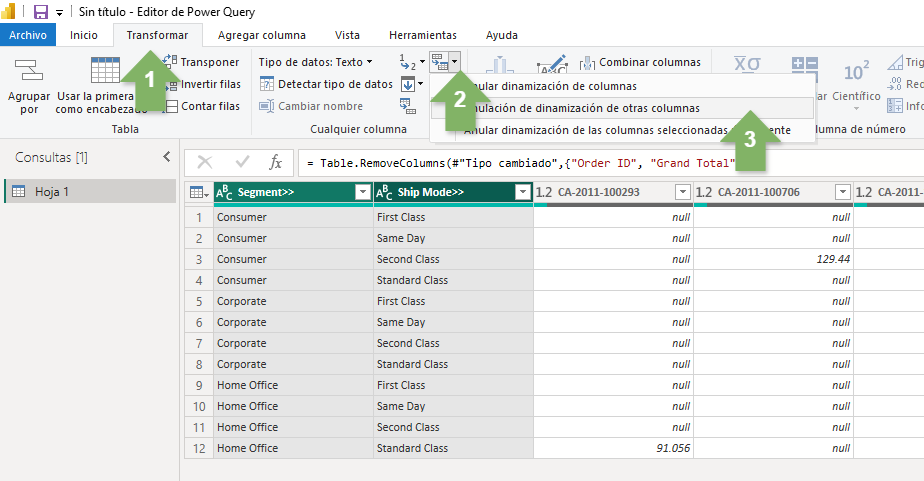 Sin título - Editor de Power Query
Archivo Inicio Transformar Agregar columna Vista Herramientas Ayuda
Agrupar por
Usar la primera
como encabezado
Transponer
Invertir filas
Contar filas
Tabla
Tipo de datos: Texto
Detectar tipo de datos
Cambiar nombre
Cualquier columna
1 2
dinamización de columnas
de dinamización de otras columnas
Anular dinamización de las columnas seleccionadas
Combinar columnas
ABC
XΣ
10²
Científico
Trig
.00
Red
Info
de número
1
2
3
Consultas [1]
Hoja 1
fx
= Table.RemoveColumns(#"Tipo cambiado",{"Order ID", "Grand Total"
ABC Segment>> ABC Ship Mode>> 1.2 CA-2011-100293 1.2 CA-2011-100706 1.2 CA-2011-
1 Consumer First Class null null
2 Consumer Same Day null null
3 Consumer Second Class null 129.44
4 Consumer Standard Class null null
5 Corporate First Class null null
6 Corporate Same Day null null
7 Corporate Second Class null null
8 Corporate Standard Class null null
9 Home Office First Class null null
10 Home Office Same Day null null
11 Home Office Second Class null null
12 Home Office Standard Class 91.056 null